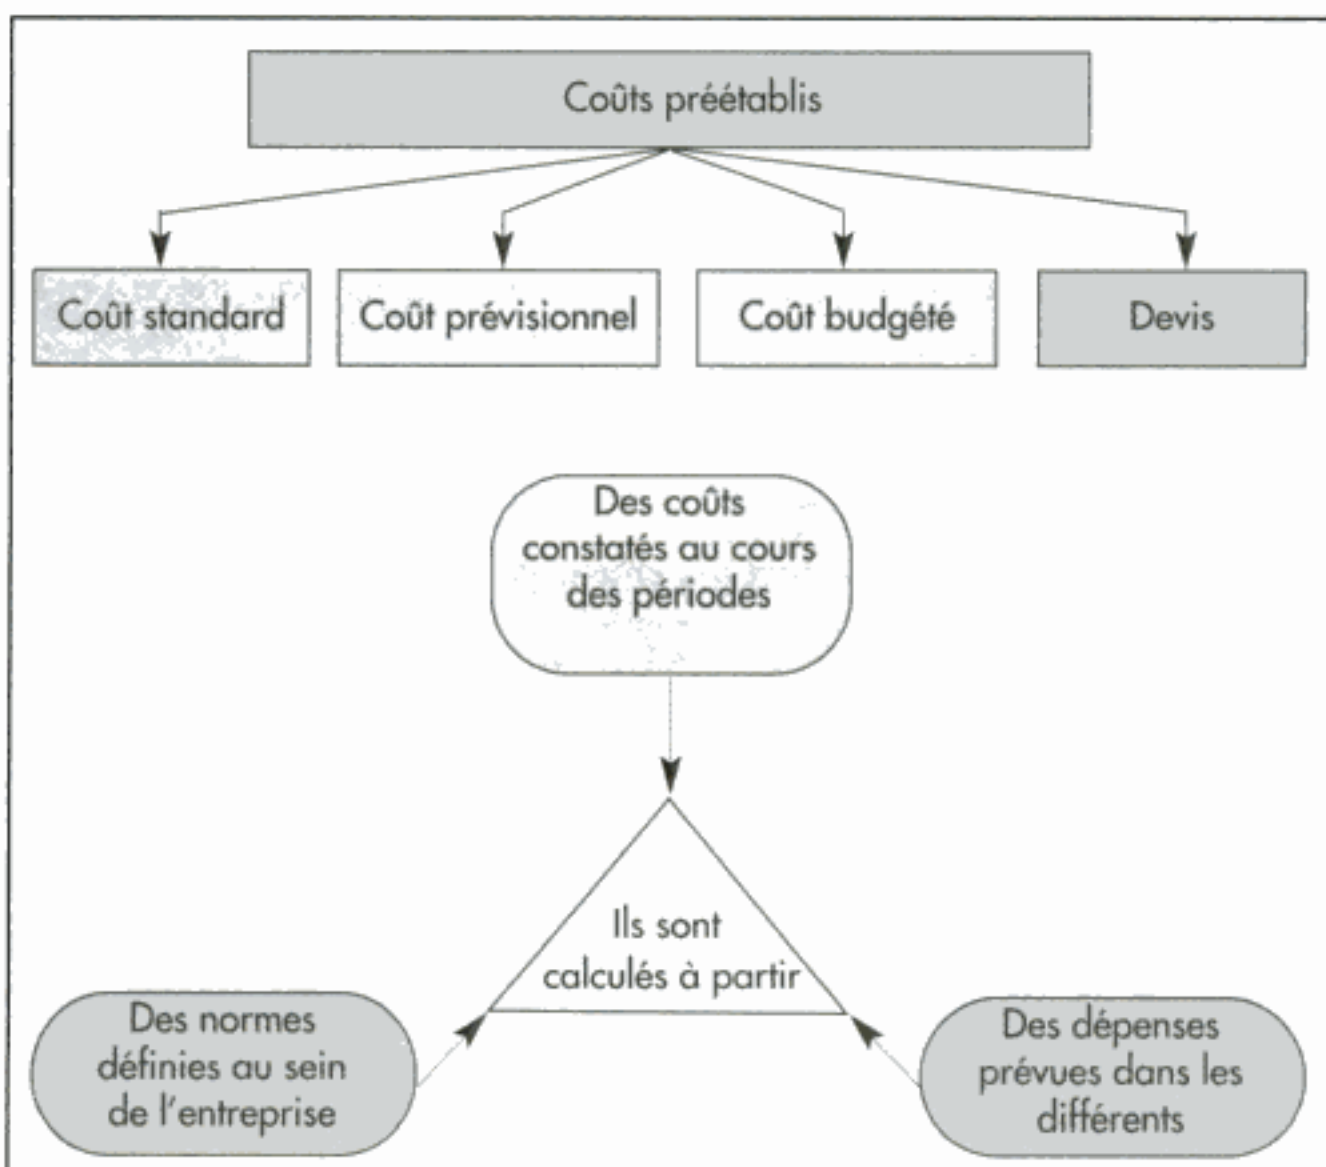 Coûts préétablis
Coût standard
Coût prévisionnel
Coût budgété
Devis
Des coûts
constatés au cours
des périodes
Ils sont
calculés à partir
Des normes
définies au sein
de l'entreprise
Des dépenses
prévues dans les
différents